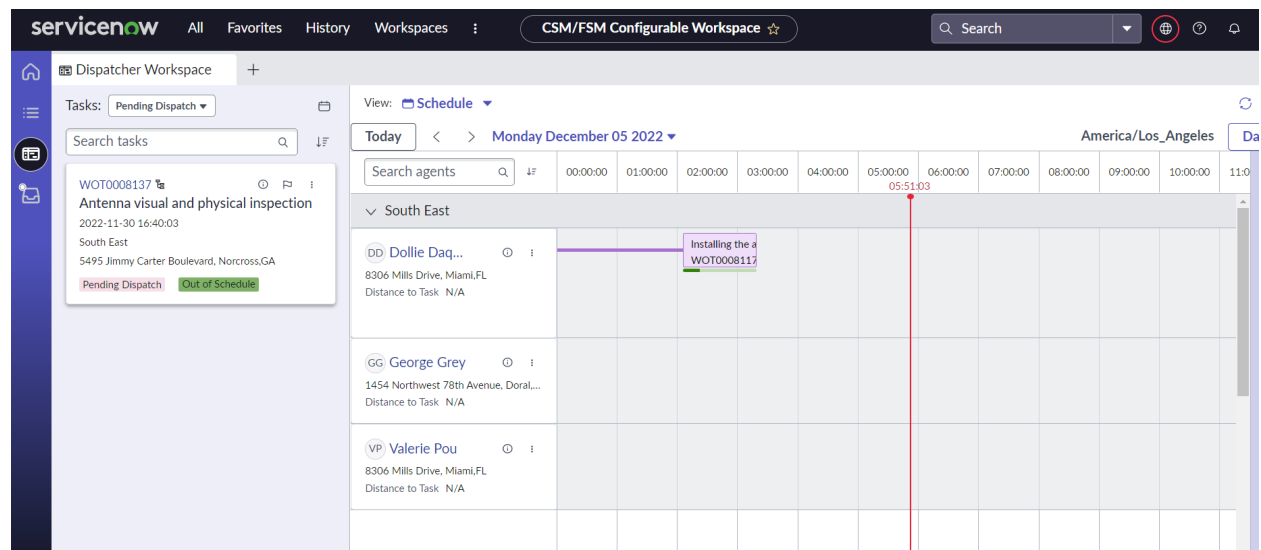 servicenow All Favorites History Workspaces CSM/FSM Configurable Workspace Search
Dispatcher Workspace
Tasks: Pending Dispatch
Search tasks
WOT0008137
Antenna visual and physical inspection
2022-11-30 16:40:03
South East
5495 Jimmy Carter Boulevard, Norcross,GA
Pending Dispatch Out of Schedule
View: Schedule
Today Monday December 05 2022 America/Los_Angeles Da
Search agents 00:00:00 01:00:00 02:00:00 03:00:00 04:00:00 05:00:00 06:00:00 07:00:00 08:00:00 09:00:00 10:00:00 11:0
05:51:03
South East
DD Dollie Daq...
8306 Mills Drive, Miami,FL
Distance to Task N/A
Installing the a
WOT0008117
GG George Grey
1454 Northwest 78th Avenue, Doral,...
Distance to Task N/A
VP Valerie Pou
8306 Mills Drive, Miami,FL
Distance to Task N/A